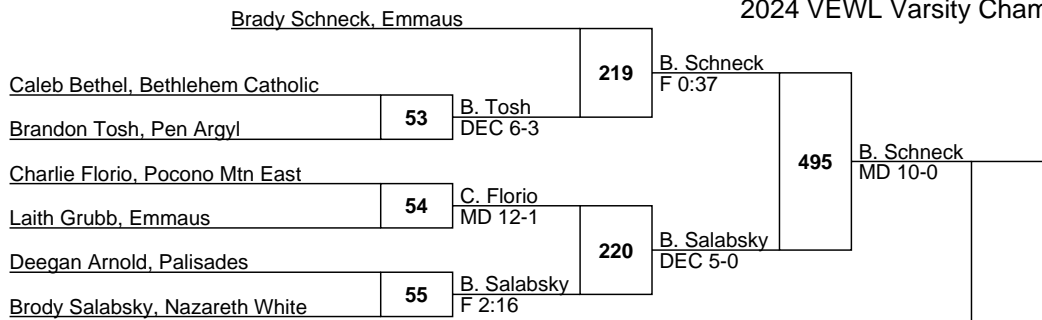 2024 VEWL Varsity Cham
Brady Schneck, Emmaus
219
B. Schneck
F 0:37
Caleb Bethel, Bethlehem Catholic
53
B. Tosh
DEC 6-3
Brandon Tosh, Pen Argyl
495
B. Schneck
MD 10-0
Charlie Florio, Pocono Mtn East
54
C. Florio
MD 12-1
Laith Grubb, Emmaus
220
B. Salabsky
DEC 5-0
Deegan Arnold, Palisades
55
B. Salabsky
F 2:16
Brody Salabsky, Nazareth White